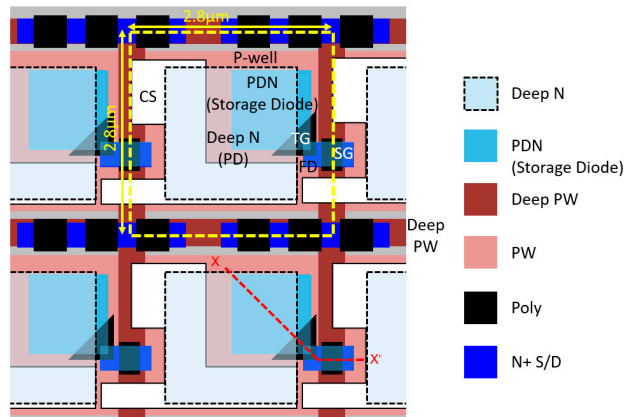 2.8μm
P-well
PDN
(Storage Diode)
CS
2.8μm
Deep N
(PD)
TG
SG
FD
Deep
PW
X
X'
Deep N
PDN
(Storage Diode)
Deep PW
PW
Poly
N+ S/D